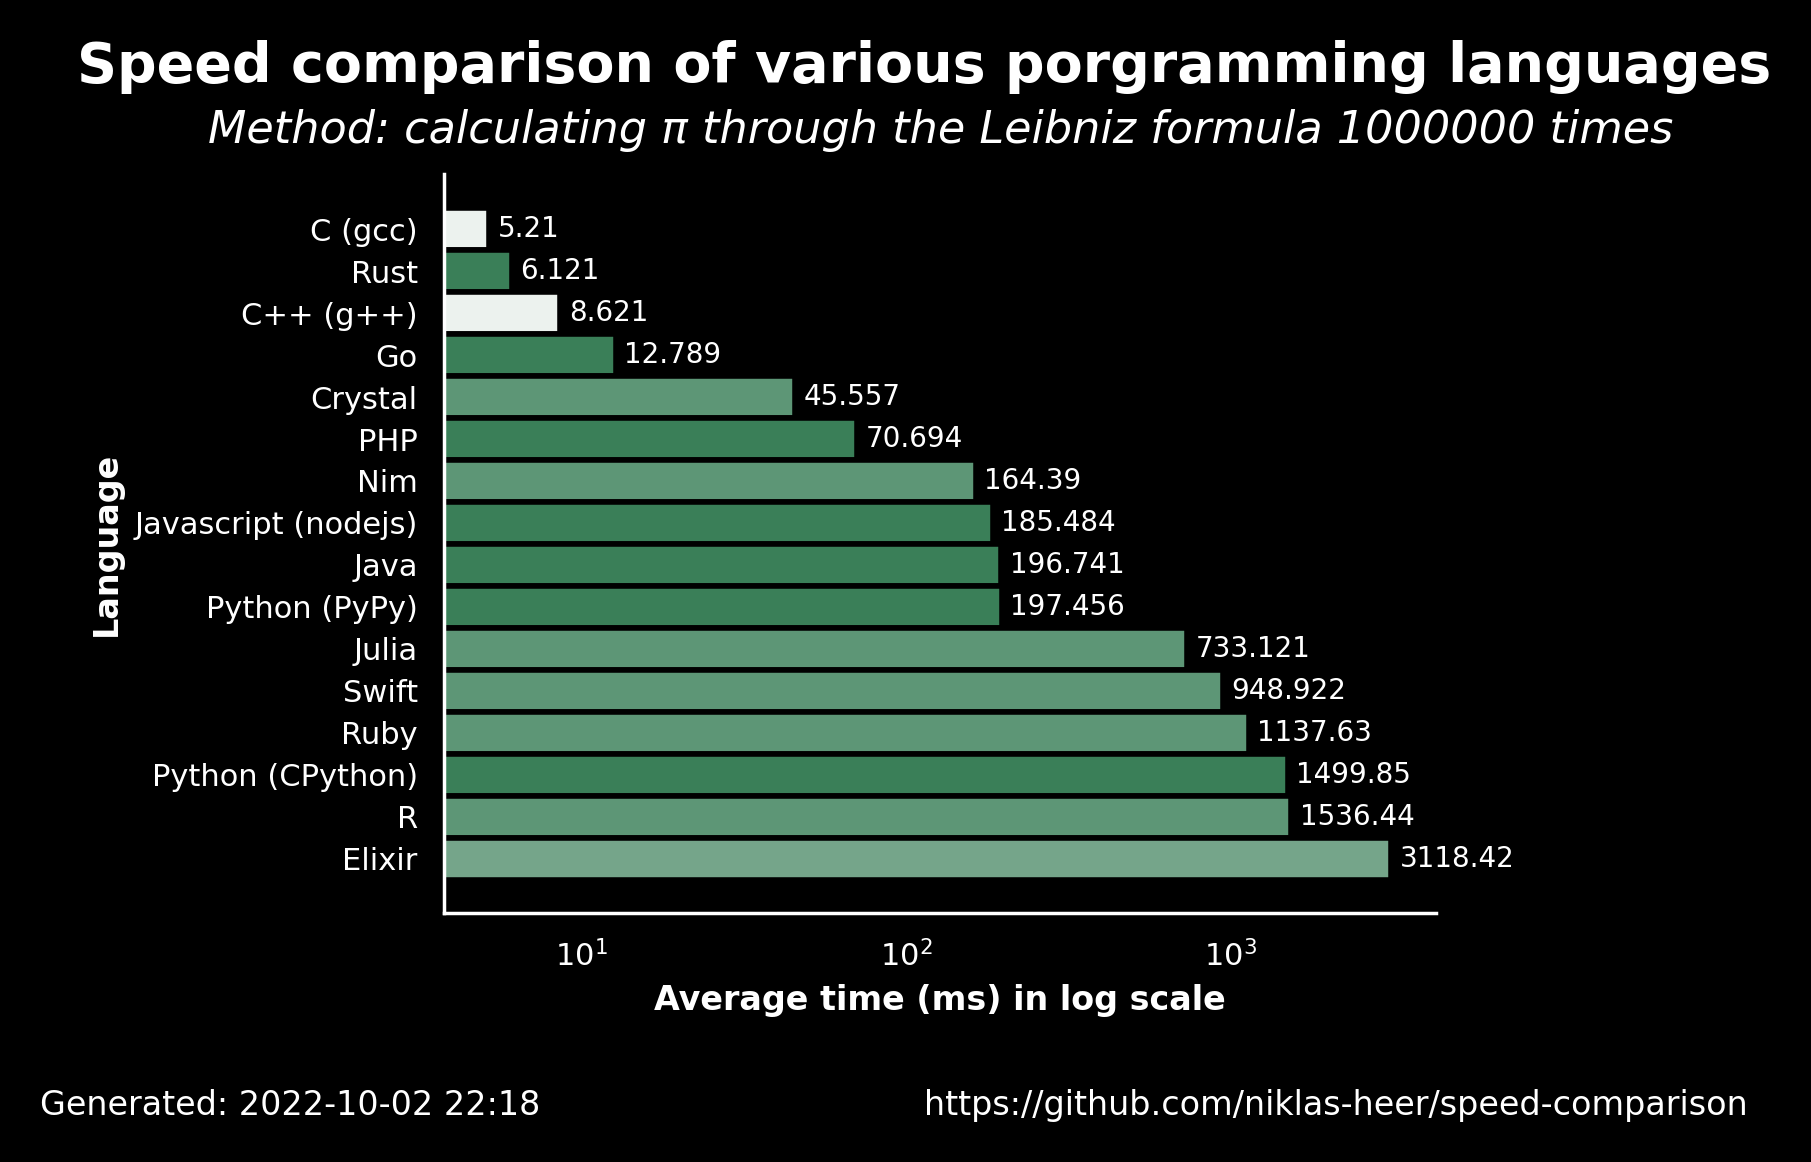 Speed comparison of various porgramming languages
Method: calculating π through the Leibniz formula 1000000 times
Language
C (gcc) 5.21
Rust 6.121
C++ (g++) 8.621
Go 12.789
Crystal 45.557
PHP 70.694
Nim 164.39
Javascript (nodejs) 185.484
Java 196.741
Python (PyPy) 197.456
Julia 733.121
Swift 948.922
Ruby 1137.63
Python (CPython) 1499.85
R 1536.44
Elixir 3118.42
10¹ 10² 10³
Average time (ms) in log scale
Generated: 2022-10-02 22:18 https://github.com/niklas-heer/speed-comparison